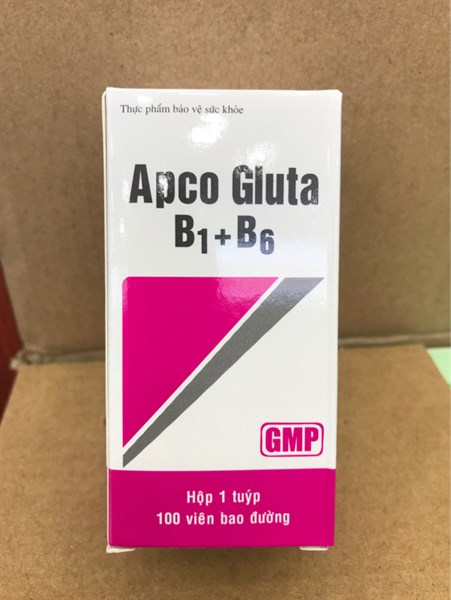 Thực phẩm bảo vệ sức khỏe
Apco Gluta
B1+B6
GMP
Hộp 1 tuýp
100 viên bao đường